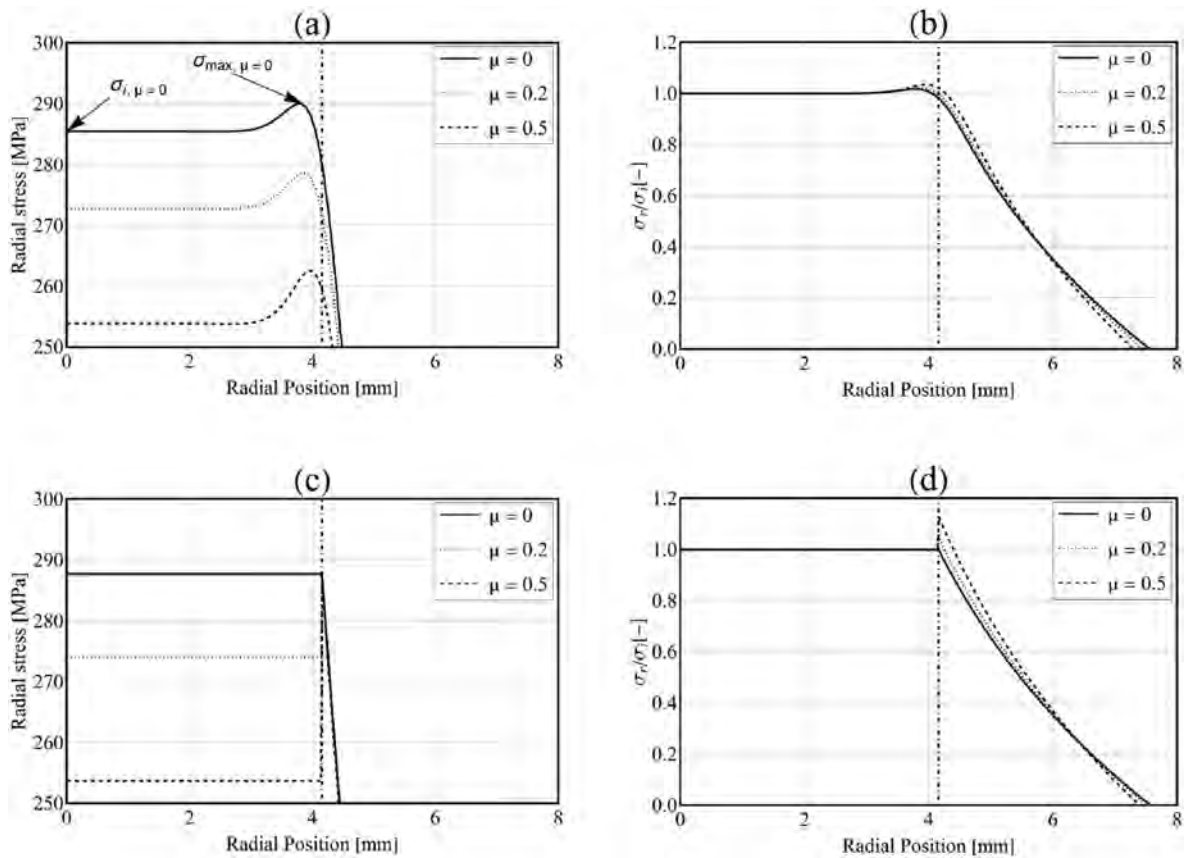 (a)
300
290
280
270
260
250
Radial stress [MPa]
σi, μ = 0
σmax, μ = 0
μ = 0
μ = 0.2
μ = 0.5
0 2 4 6 8
Radial Position [mm]
(b)
1.2
1.0
0.8
0.6
0.4
0.2
0.0
σr/σi[−]
μ = 0
μ = 0.2
μ = 0.5
0 2 4 6 8
Radial Position [mm]
(c)
300
290
280
270
260
250
Radial stress [MPa]
μ = 0
μ = 0.2
μ = 0.5
0 2 4 6 8
Radial Position [mm]
(d)
1.2
1.0
0.8
0.6
0.4
0.2
0.0
σr/σi[−]
μ = 0
μ = 0.2
μ = 0.5
0 2 4 6 8
Radial Position [mm]